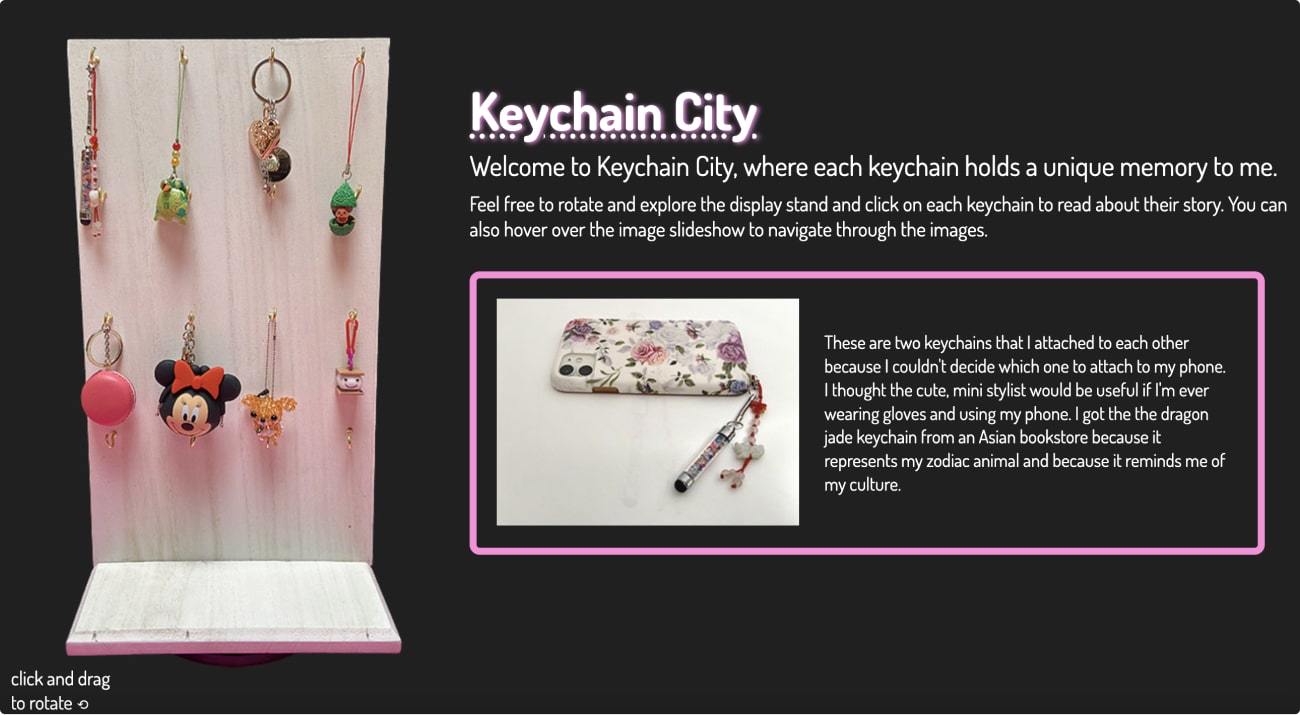 Keychain City
Welcome to Keychain City, where each keychain holds a unique memory to me.
Feel free to rotate and explore the display stand and click on each keychain to read about their story. You can
also hover over the image slideshow to navigate through the images.
These are two keychains that I attached to each other
because I couldn't decide which one to attach to my phone.
I thought the cute, mini stylist would be useful if I'm ever
wearing gloves and using my phone. I got the the dragon
jade keychain from an Asian bookstore because it
represents my zodiac animal and because it reminds me of
my culture.
click and drag
to rotate ⟲